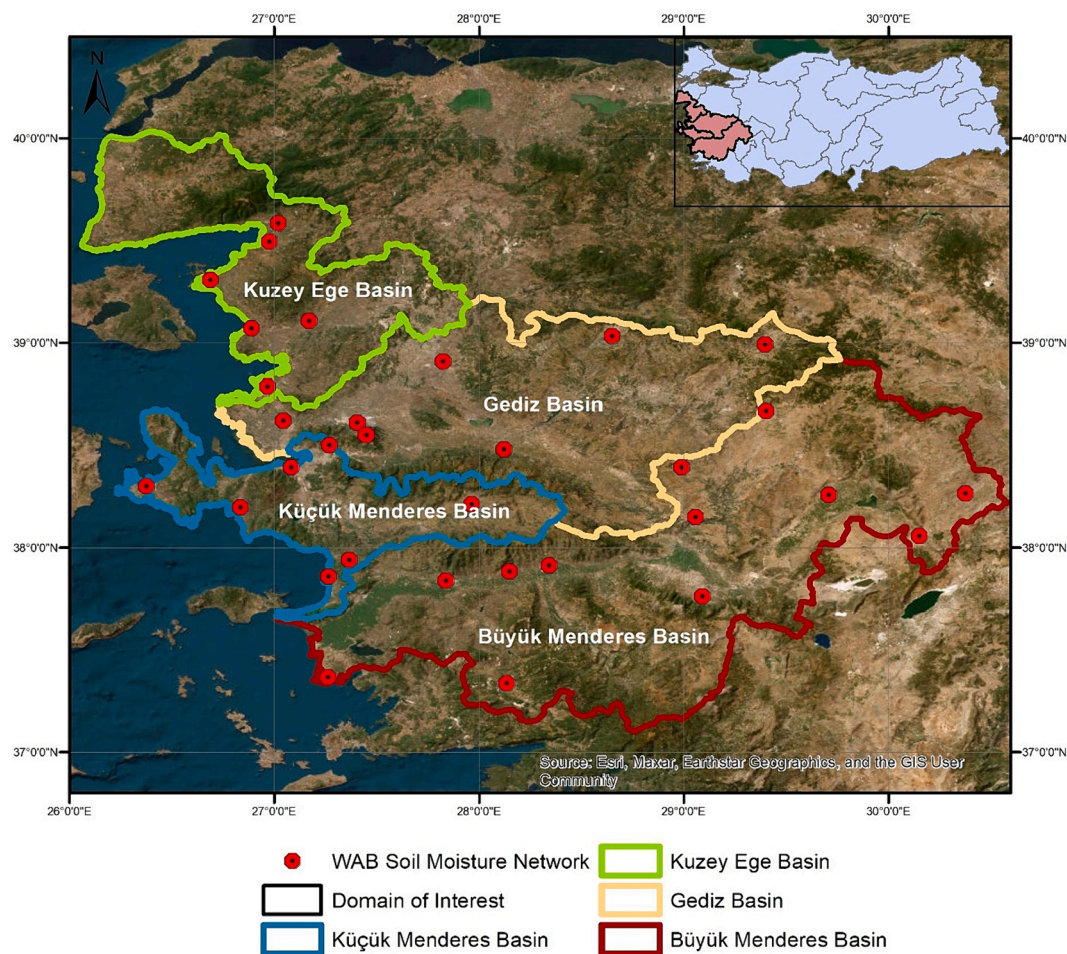 27°0'0"E 28°0'0"E 29°0'0"E 30°0'0"E
N
40°0'0"N 40°0'0"N
Kuzey Ege Basin
39°0'0"N 39°0'0"N
Gediz Basin
Küçük Menderes Basin
38°0'0"N 38°0'0"N
Büyük Menderes Basin
37°0'0"N 37°0'0"N
Source: Esri, Maxar, Earthstar Geographics, and the GIS User
Community
26°0'0"E 27°0'0"E 28°0'0"E 29°0'0"E 30°0'0"E
WAB Soil Moisture Network
Kuzey Ege Basin
Domain of Interest
Gediz Basin
Küçük Menderes Basin
Büyük Menderes Basin